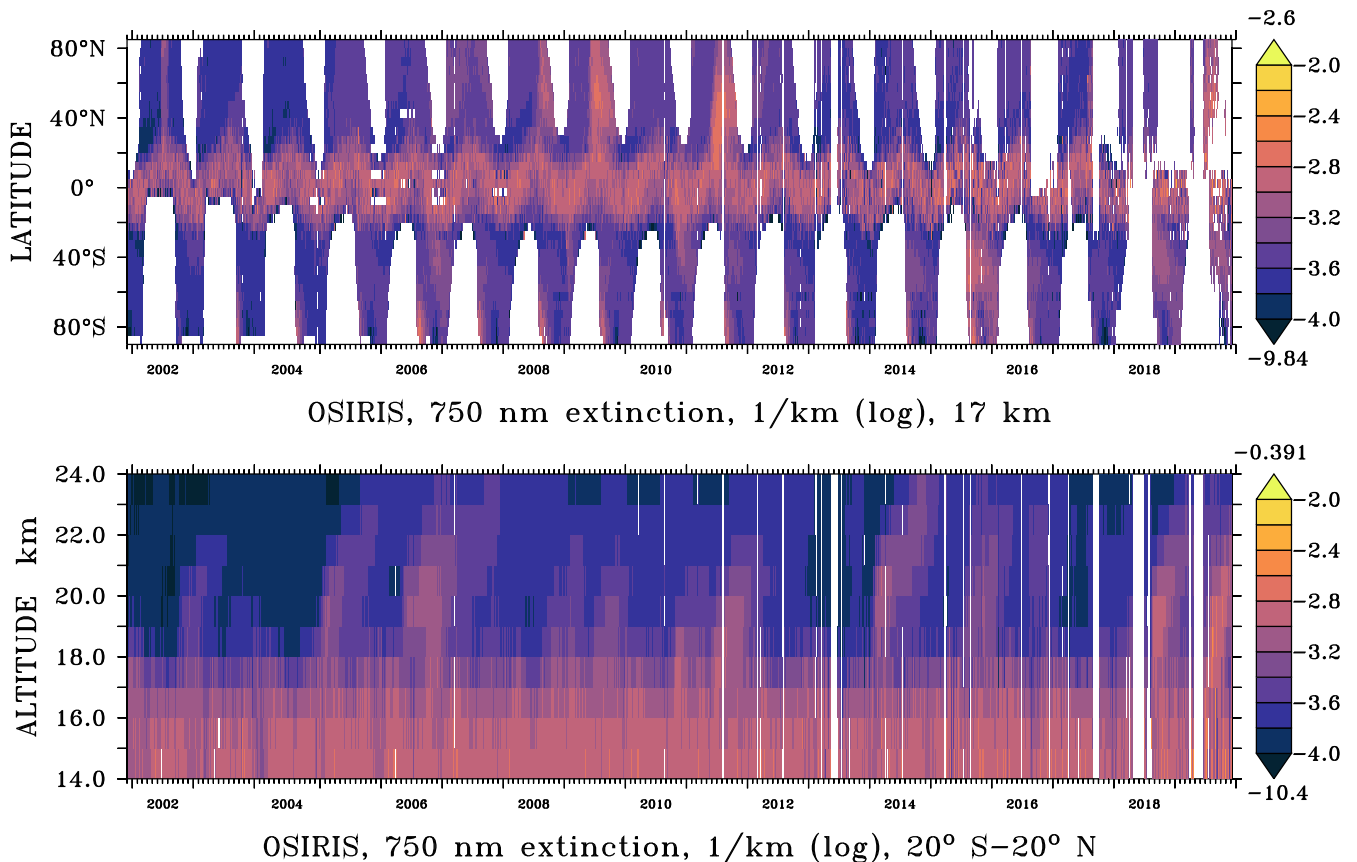 −2.6
80°N
40°N
0°
40°S
80°S
LATITUDE
2002 2004 2006 2008 2010 2012 2014 2016 2018
−2.0
−2.4
−2.8
−3.2
−3.6
−4.0
−9.84
OSIRIS, 750 nm extinction, 1/km (log), 17 km
−0.391
24.0
22.0
20.0
18.0
16.0
14.0
ALTITUDE km
2002 2004 2006 2008 2010 2012 2014 2016 2018
−2.0
−2.4
−2.8
−3.2
−3.6
−4.0
−10.4
OSIRIS, 750 nm extinction, 1/km (log), 20° S−20° N